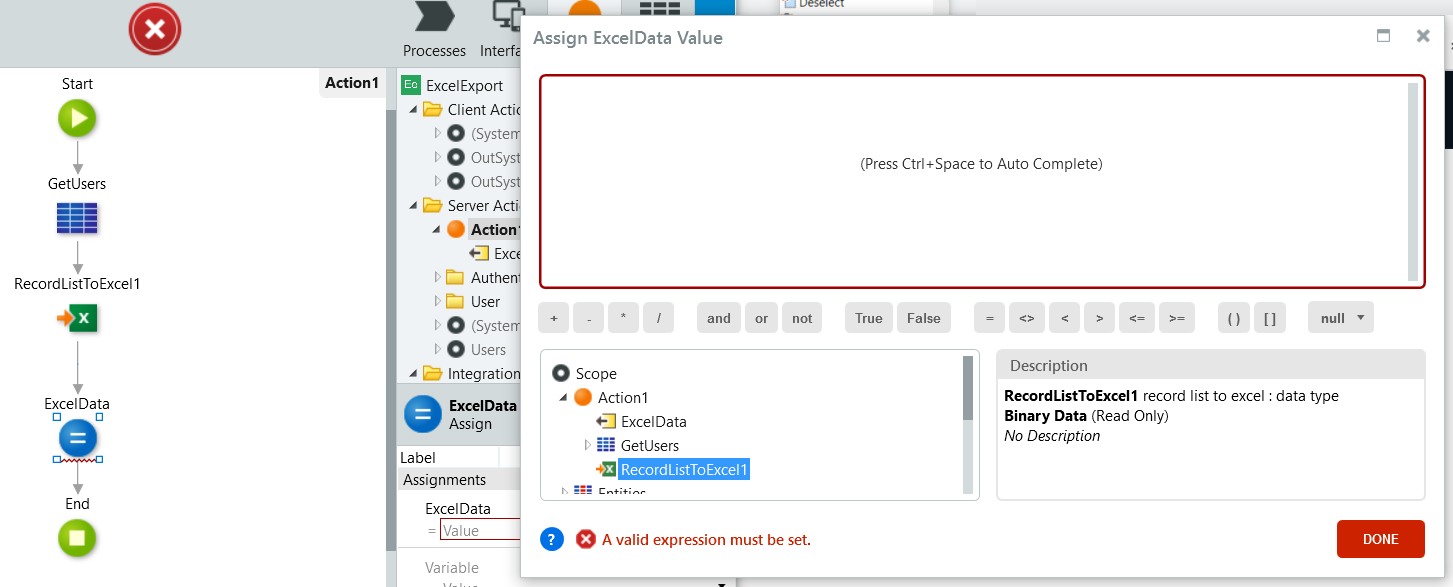 Deselect
Processes
Interfa
Start
Action1
GetUsers
RecordListToExcel1
ExcelData
End
Ec ExcelExport
Client Actic
(System
OutSyst
OutSyst
Server Acti
Action1
Exce
Authent
User
(System
Users
Integration
ExcelData
Assign
Label
Assignments
ExcelData
= Value
Variable
Value
Assign ExcelData Value
(Press Ctrl+Space to Auto Complete)
+ - * / and or not True False = <> < > <= >= ( ) [ ] null
Scope
Action1
ExcelData
GetUsers
RecordListToExcel1
Entities
Description
RecordListToExcel1 record list to excel : data type
Binary Data (Read Only)
No Description
? A valid expression must be set.
DONE